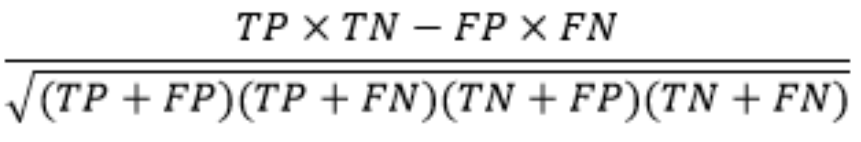 TP × TN − FP × FN
√(TP + FP)(TP + FN)(TN + FP)(TN + FN)